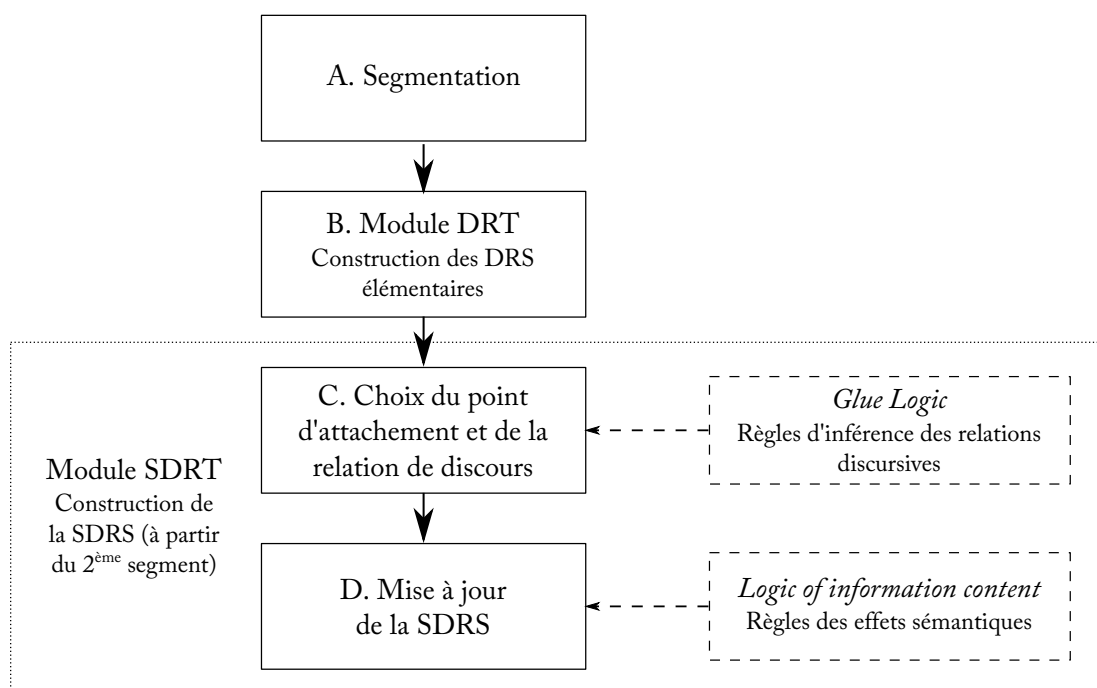 A. Segmentation
B. Module DRT
Construction des DRS
élémentaires
C. Choix du point
d'attachement et de la
relation de discours
Glue Logic
Règles d'inférence des relations
discursives
Module SDRT
Construction de
la SDRS (à partir
du 2ème segment)
D. Mise à jour
de la SDRS
Logic of information content
Règles des effets sémantiques